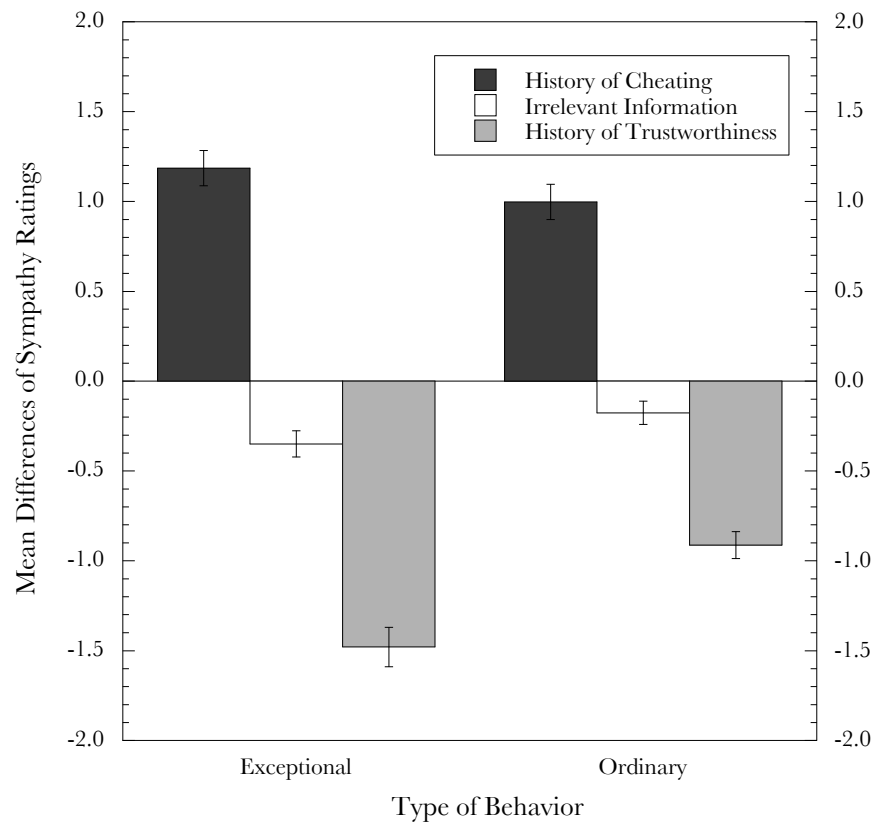 2.0
1.5
1.0
0.5
0.0
-0.5
-1.0
-1.5
-2.0
Mean Differences of Sympathy Ratings
History of Cheating
Irrelevant Information
History of Trustworthiness
2.0
1.5
1.0
0.5
0.0
-0.5
-1.0
-1.5
-2.0
Exceptional
Ordinary
Type of Behavior